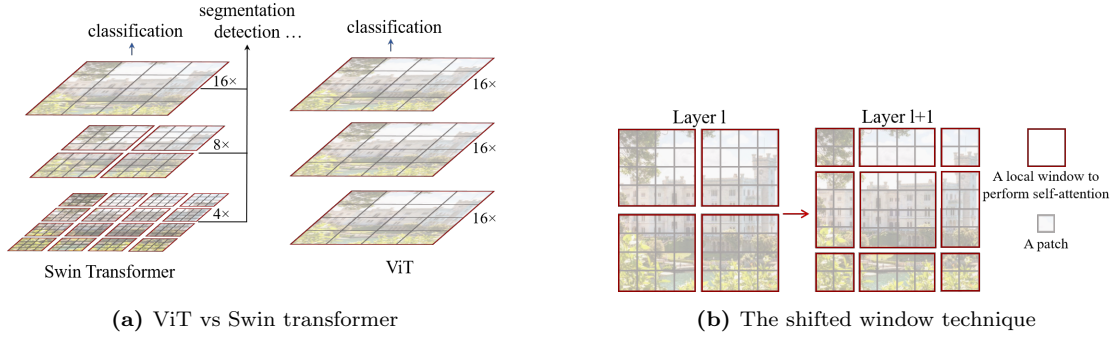 segmentation
classification
detection ...
classification
16×
16×
8×
16×
4×
16×
Swin Transformer
ViT
(a) ViT vs Swin transformer
Layer l
Layer l+1
A local window to
perform self-attention
A patch
(b) The shifted window technique